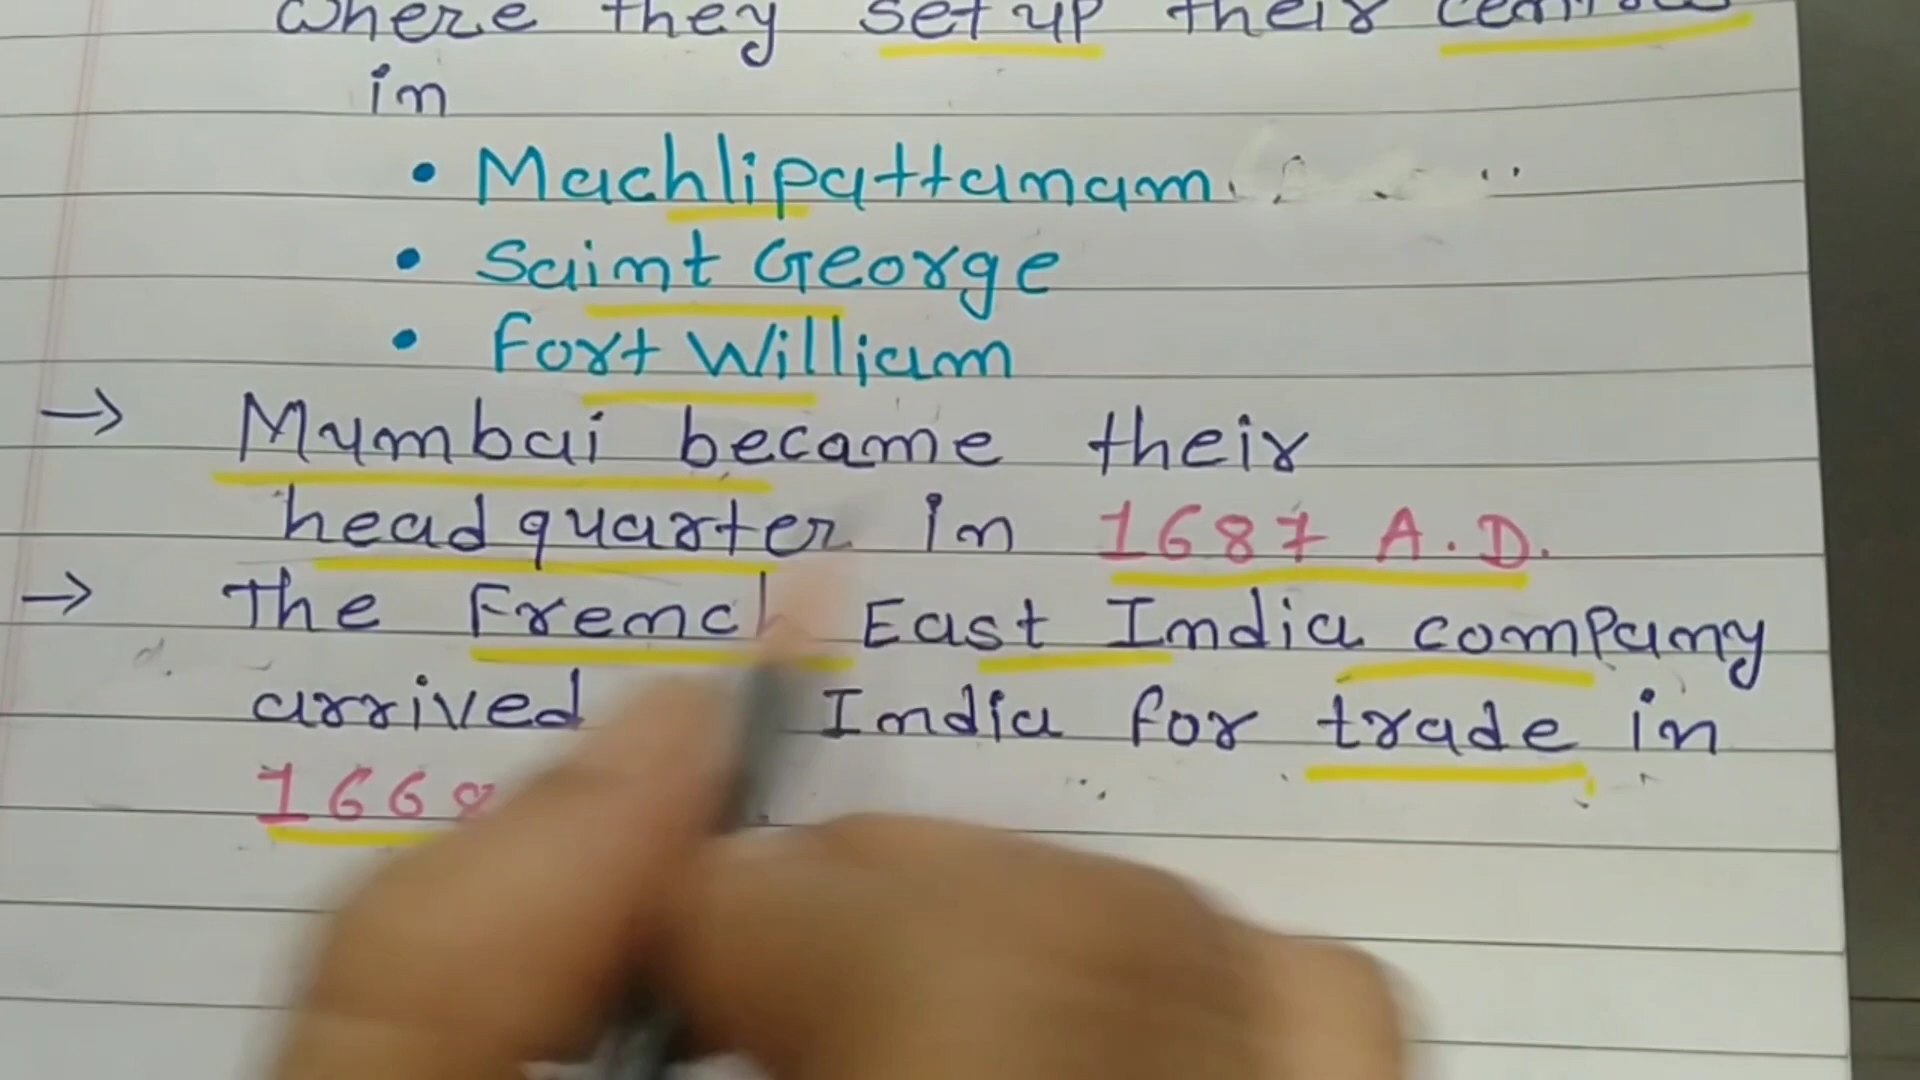 where they set up their
in
• Machlipattanam
• Saint George
• Fort William
→ Mumbai became their
headquarter in 1687 A.D.
→ The French East India company
arrived India for trade in
1668